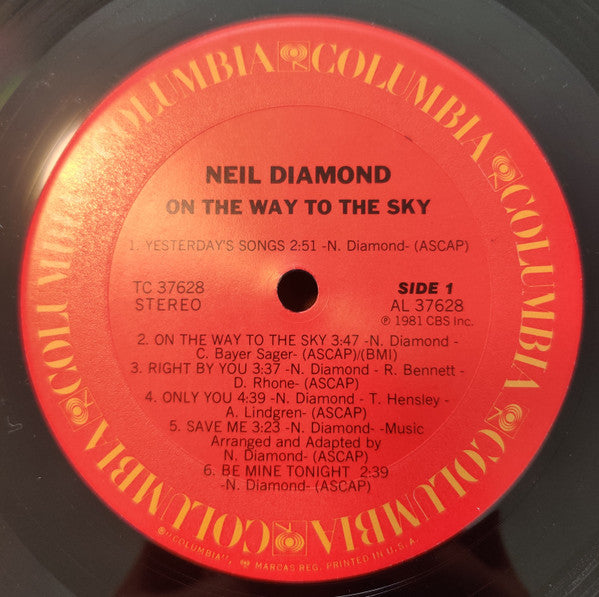 COLUMBIA COLUMBIA COLUMBIA COLUMBIA COLUMBIA COLUMBIA COLUMBIA COLUMBIA
NEIL DIAMOND
ON THE WAY TO THE SKY
1. YESTERDAY'S SONGS 2:51 -N. Diamond- (ASCAP)
TC 37628
STEREO
SIDE 1
AL 37628
℗ 1981 CBS Inc.
2. ON THE WAY TO THE SKY 3:47 -N. Diamond -
C. Bayer Sager- (ASCAP)/(BMI)
3. RIGHT BY YOU 3:37 -N. Diamond - R. Bennett -
D. Rhone- (ASCAP)
4. ONLY YOU 4:39 -N. Diamond - T. Hensley -
A. Lindgren- (ASCAP)
5. SAVE ME 3:23 -N. Diamond- -Music
Arranged and Adapted by
N. Diamond- (ASCAP)
6. BE MINE TONIGHT 2:39
-N. Diamond- (ASCAP)
®"COLUMBIA", MARCAS REG. PRINTED IN U.S.A.